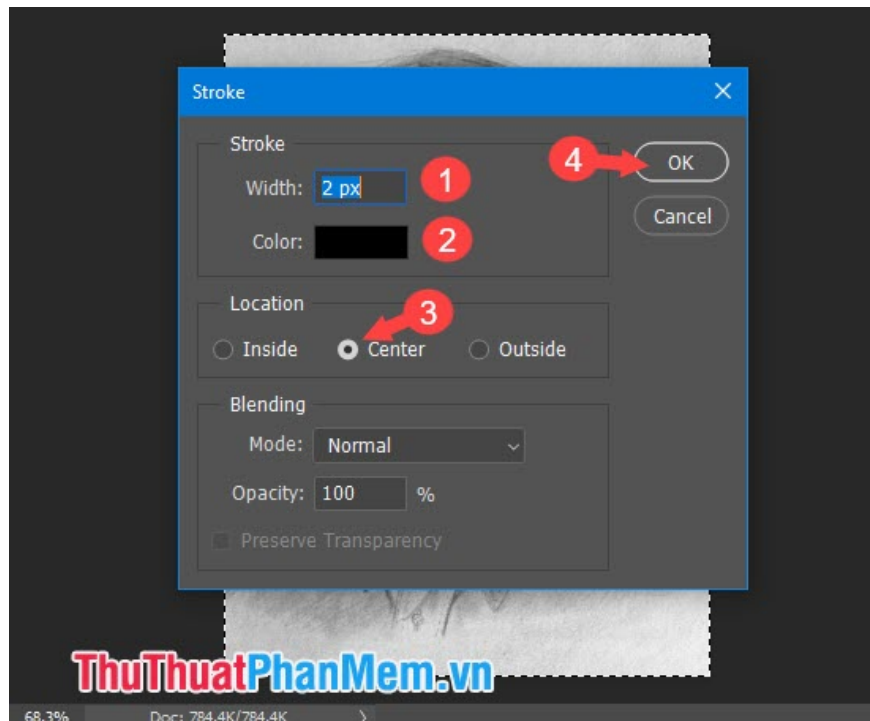 Stroke
Stroke
Width: 2 px
1
4
OK
Color:
2
Cancel
Location
3
Inside Center Outside
Blending
Mode: Normal
Opacity: 100 %
Preserve Transparency
ThuThuatPhanMem.vn
68.3% Doc: 784.4K/784.4K